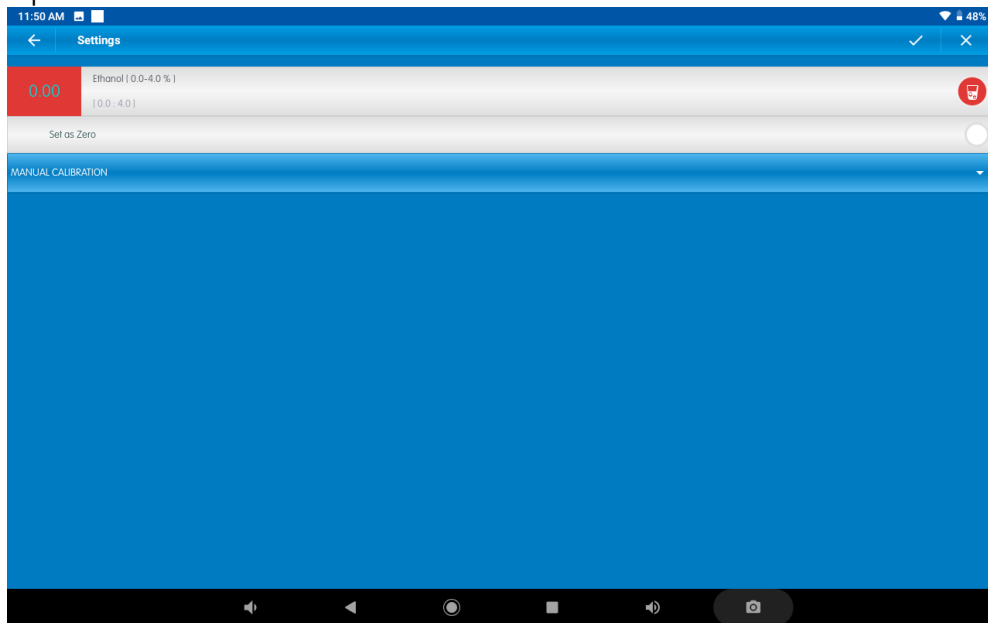 11:50 AM 48%
Settings
0.00
Ethanol ( 0.0-4.0 % )
( 0.0 : 4.0 )
Set as Zero
MANUAL CALIBRATION